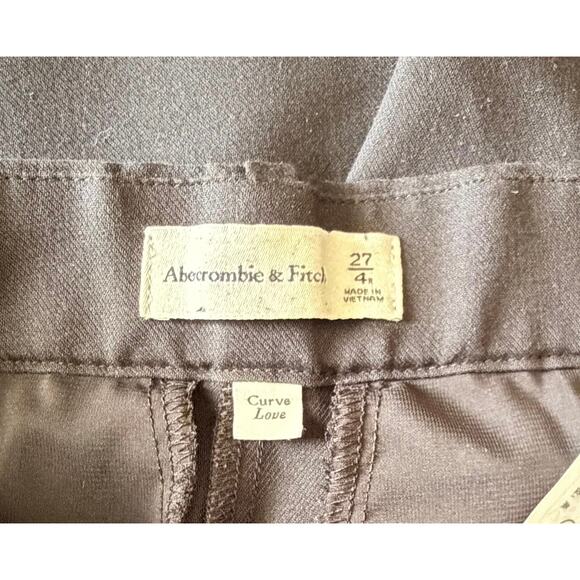 Abercrombie & Fitch
27
4R
MADE IN
VIETNAM
Curve
Love